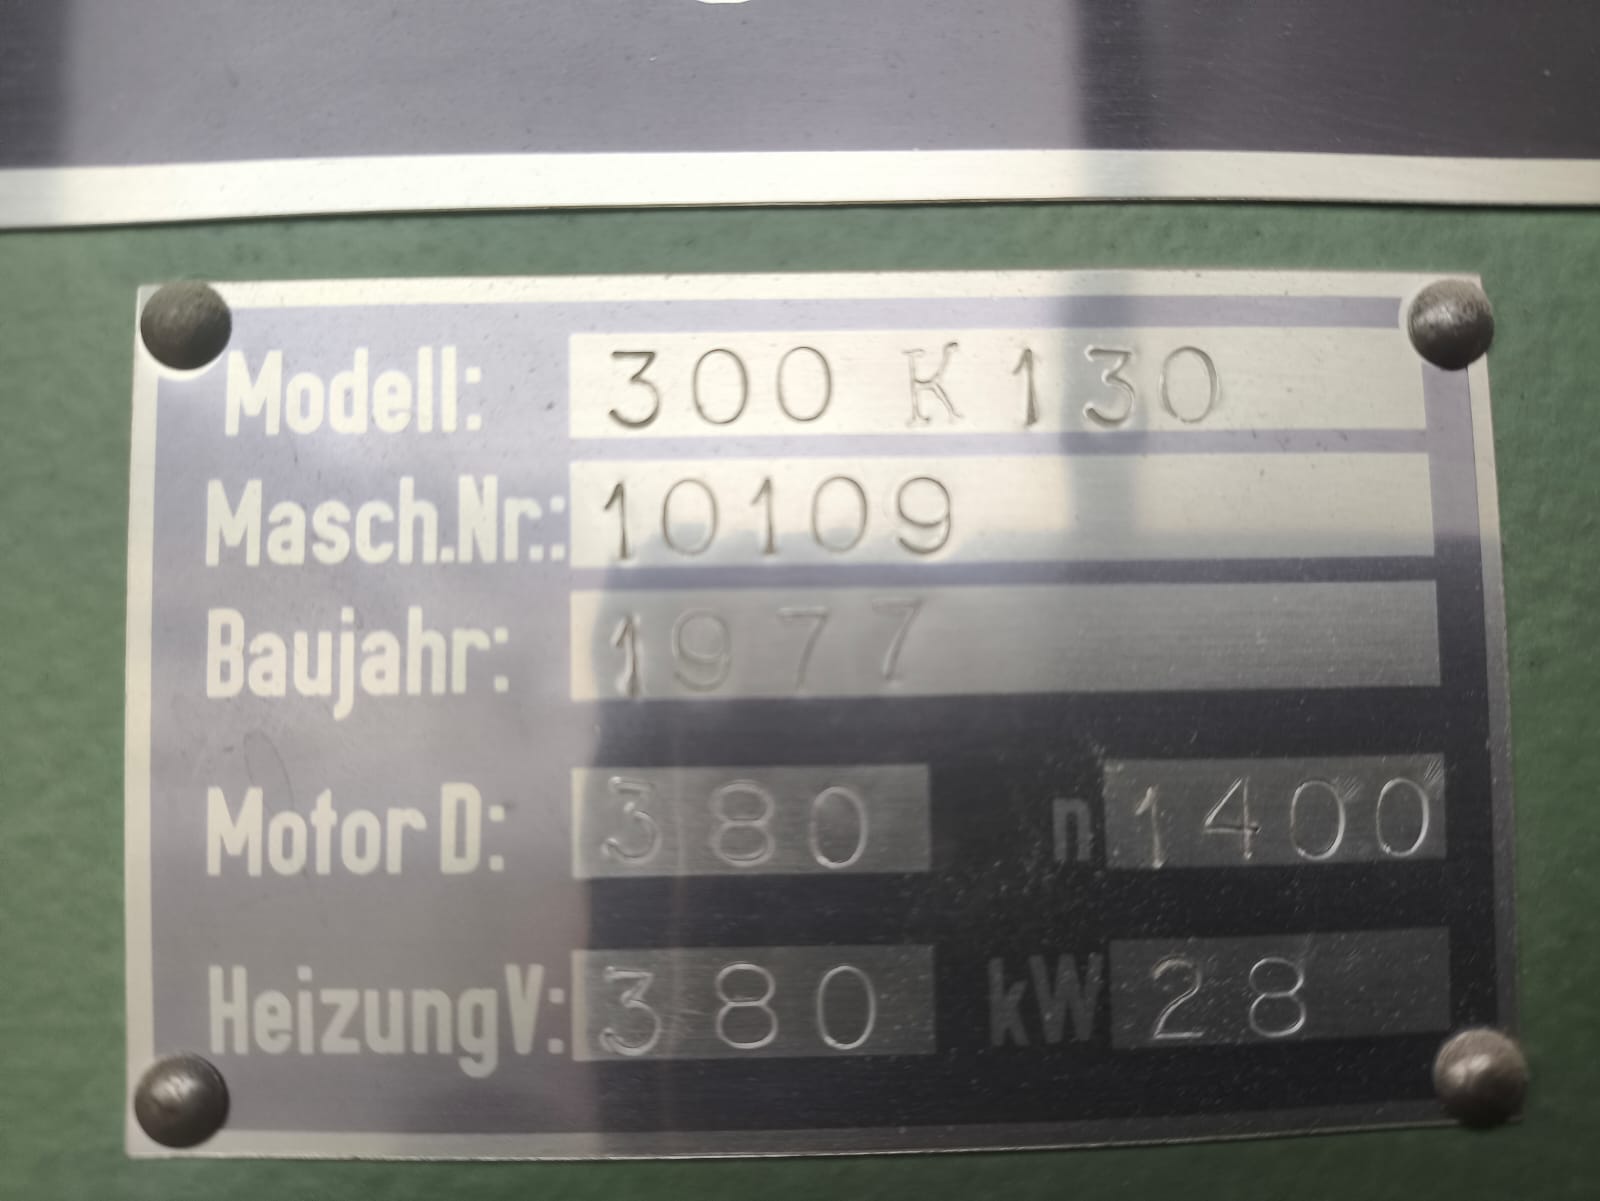 Modell: 300 K 130
Masch.Nr.: 10109
Baujahr: 1977
Motor D: 380 n 1400
Heizung V: 380 kW 28